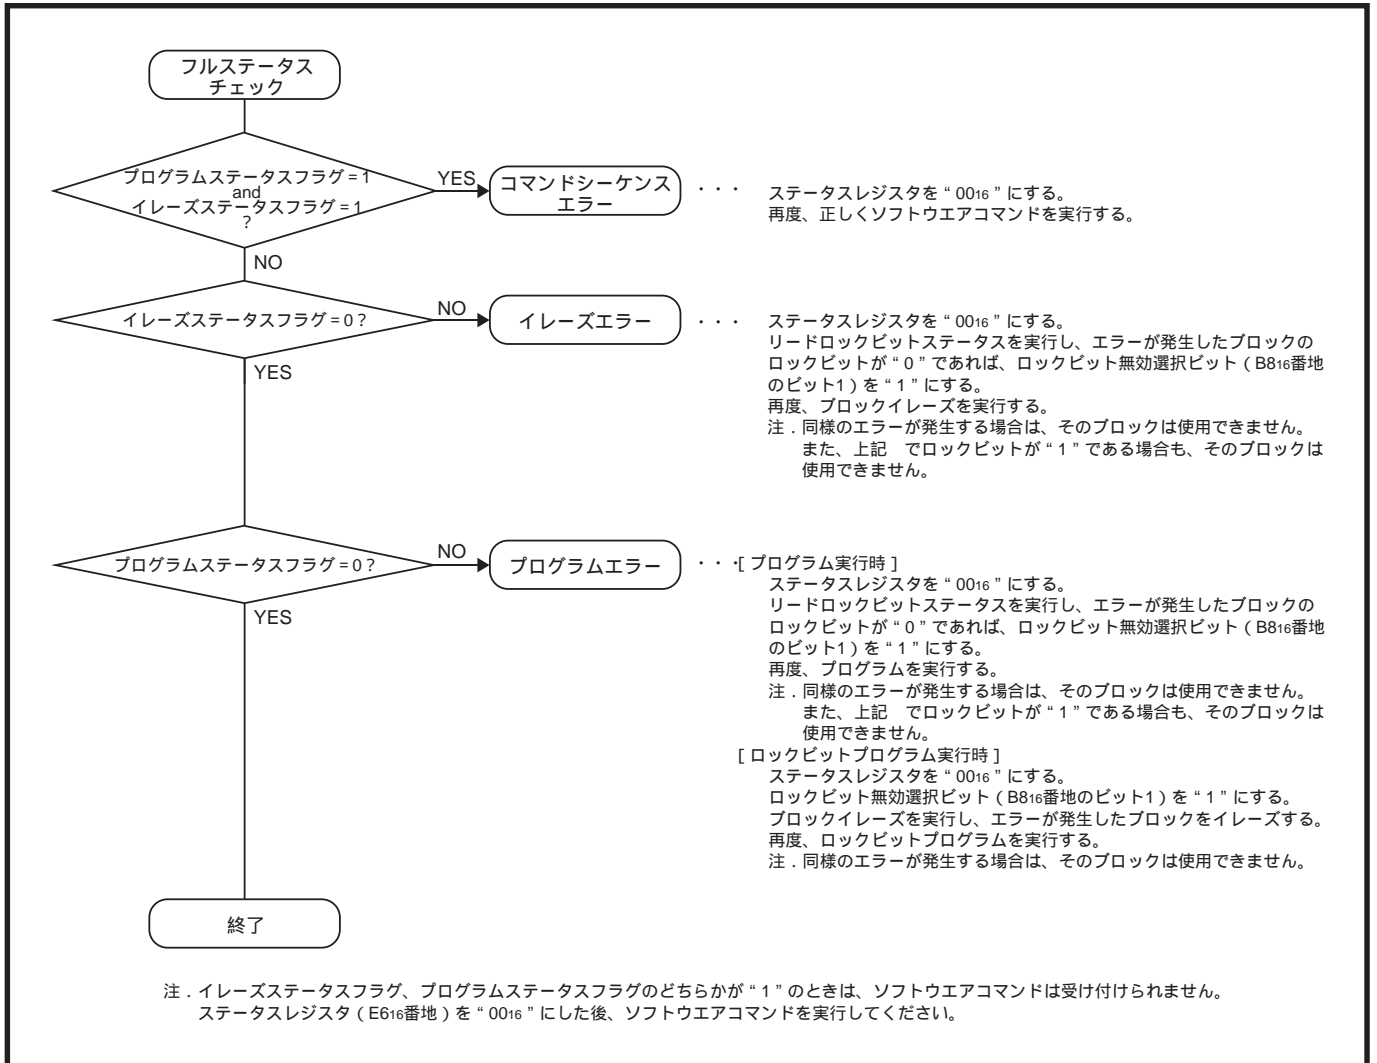 フルステータス
チェック
プログラムステータスフラグ=1
and
イレーズステータスフラグ=1
?
YES
コマンドシーケンス
エラー
・・・
ステータスレジスタを“0016”にする。
再度、正しくソフトウエアコマンドを実行する。
NO
イレーズステータスフラグ=0?
NO
イレーズエラー
・・・
ステータスレジスタを“0016”にする。
リードロックビットステータスを実行し、エラーが発生したブロックの
ロックビットが“0”であれば、ロックビット無効選択ビット(B816番地
のビット1)を“1”にする。
再度、ブロックイレーズを実行する。
注.同様のエラーが発生する場合は、そのブロックは使用できません。
また、上記 でロックビットが“1”である場合も、そのブロックは
使用できません。
YES
プログラムステータスフラグ=0?
NO
プログラムエラー
・・・[プログラム実行時]
ステータスレジスタを“0016”にする。
リードロックビットステータスを実行し、エラーが発生したブロックの
ロックビットが“0”であれば、ロックビット無効選択ビット(B816番地
のビット1)を“1”にする。
再度、プログラムを実行する。
注.同様のエラーが発生する場合は、そのブロックは使用できません。
また、上記 でロックビットが“1”である場合も、そのブロックは
使用できません。
[ロックビットプログラム実行時]
ステータスレジスタを“0016”にする。
ロックビット無効選択ビット(B816番地のビット1)を“1”にする。
ブロックイレーズを実行し、エラーが発生したブロックをイレーズする。
再度、ロックビットプログラムを実行する。
注.同様のエラーが発生する場合は、そのブロックは使用できません。
YES
終了
注.イレーズステータスフラグ、プログラムステータスフラグのどちらかが“1”のときは、ソフトウエアコマンドは受け付けられません。
ステータスレジスタ(E616番地)を“0016”にした後、ソフトウエアコマンドを実行してください。